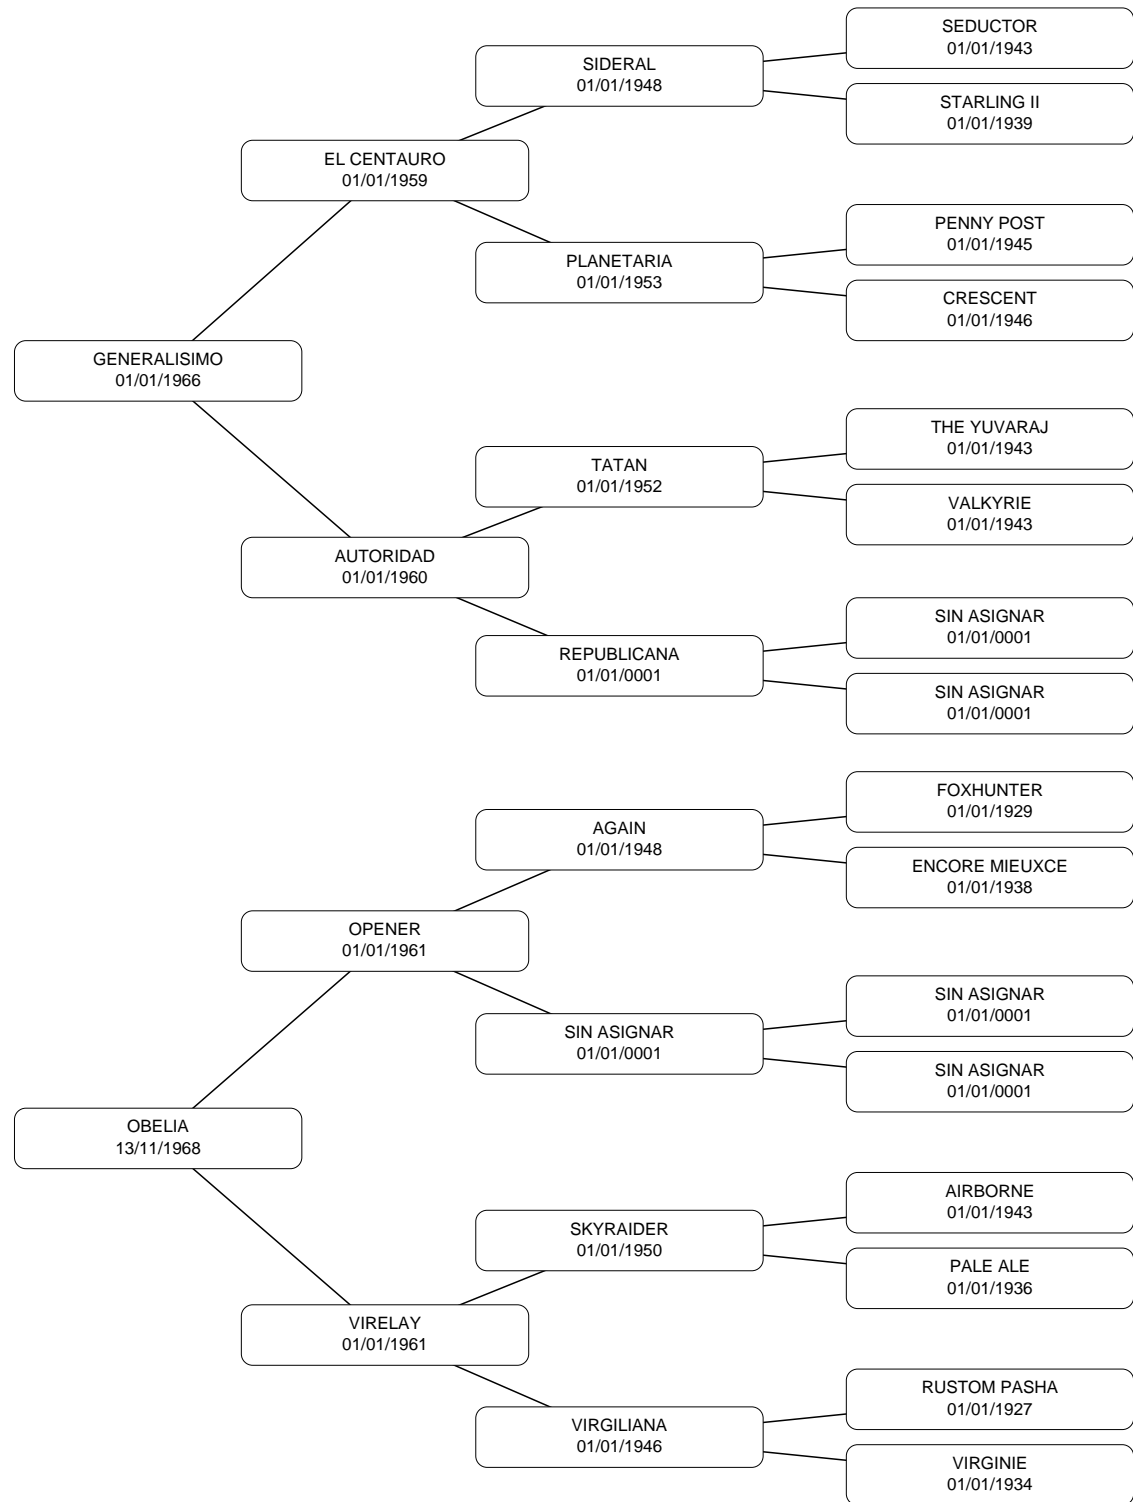 SEDUCTOR
01/01/1943
SIDERAL
01/01/1948
STARLING II
01/01/1939
EL CENTAURO
01/01/1959
PENNY POST
01/01/1945
PLANETARIA
01/01/1953
CRESCENT
01/01/1946
GENERALISIMO
01/01/1966
THE YUVARAJ
01/01/1943
TATAN
01/01/1952
VALKYRIE
01/01/1943
AUTORIDAD
01/01/1960
SIN ASIGNAR
01/01/0001
REPUBLICANA
01/01/0001
SIN ASIGNAR
01/01/0001
FOXHUNTER
01/01/1929
AGAIN
01/01/1948
ENCORE MIEUXCE
01/01/1938
OPENER
01/01/1961
SIN ASIGNAR
01/01/0001
SIN ASIGNAR
01/01/0001
SIN ASIGNAR
01/01/0001
OBELIA
13/11/1968
AIRBORNE
01/01/1943
SKYRAIDER
01/01/1950
PALE ALE
01/01/1936
VIRELAY
01/01/1961
RUSTOM PASHA
01/01/1927
VIRGILIANA
01/01/1946
VIRGINIE
01/01/1934